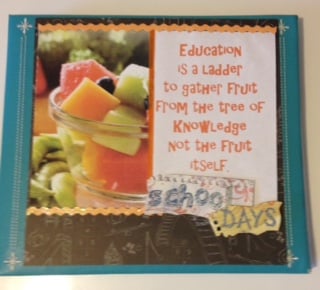 Education
is a ladder
to gather fruit
from the tree of
Knowledge
not the fruit
itself.
school
DAYS